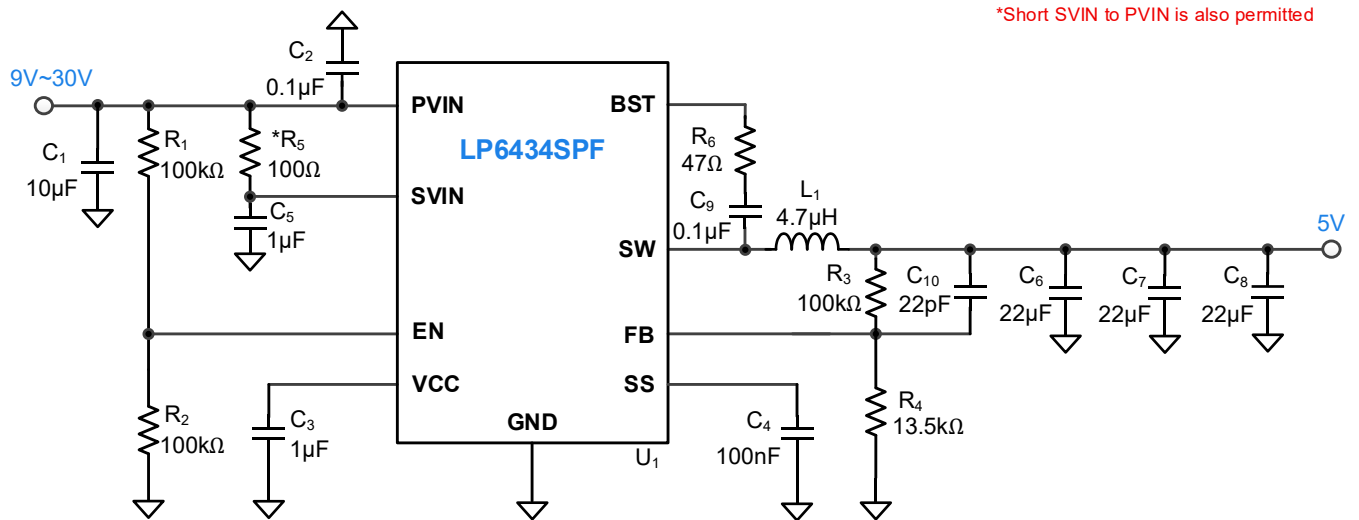 *Short SVIN to PVIN is also permitted
9V~30V
C2
0.1µF
C1
10µF
R1
100kΩ
*R5
100Ω
C5
1µF
R2
100kΩ
C3
1µF
PVIN
BST
LP6434SPF
SVIN
SW
EN
FB
VCC
SS
GND
U1
R6
47Ω
C9
0.1µF
L1
4.7µH
5V
R3
100kΩ
C10
22pF
C6
22µF
C7
22µF
C8
22µF
R4
13.5kΩ
C4
100nF